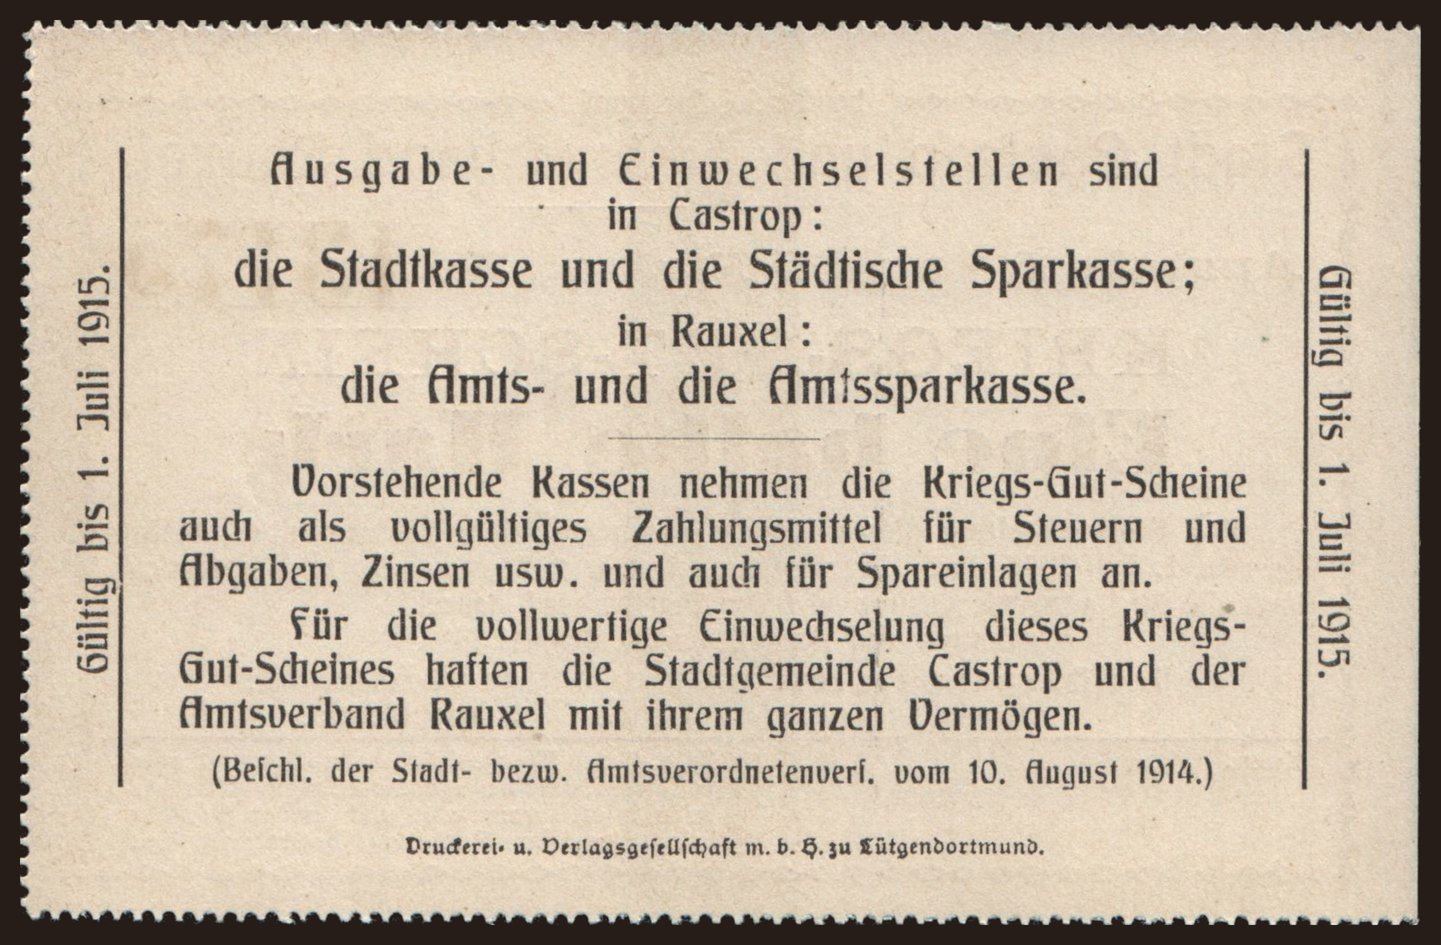 Ausgabe- und Einwechselstellen sind
in Castrop:
die Stadtkasse und die Städtische Sparkasse;
in Rauxel:
die Amts- und die Amtssparkasse.
Vorstehende Kassen nehmen die Kriegs-Gut-Scheine
auch als vollgültiges Zahlungsmittel für Steuern und
Abgaben, Zinsen usw. und auch für Spareinlagen an.
Für die vollwertige Einwechselung dieses Kriegs-
Gut-Scheines haften die Stadtgemeinde Castrop und der
Amtsverband Rauxel mit ihrem ganzen Vermögen.
(Beſchl. der Stadt- bezw. Amtsverordnetenverſ. vom 10. August 1914.)
Druckerei- u. Verlagsgeſellſchaft m. b. H. zu Lütgendortmund.
Gültig bis 1. Juli 1915.
Gültig bis 1. Juli 1915.